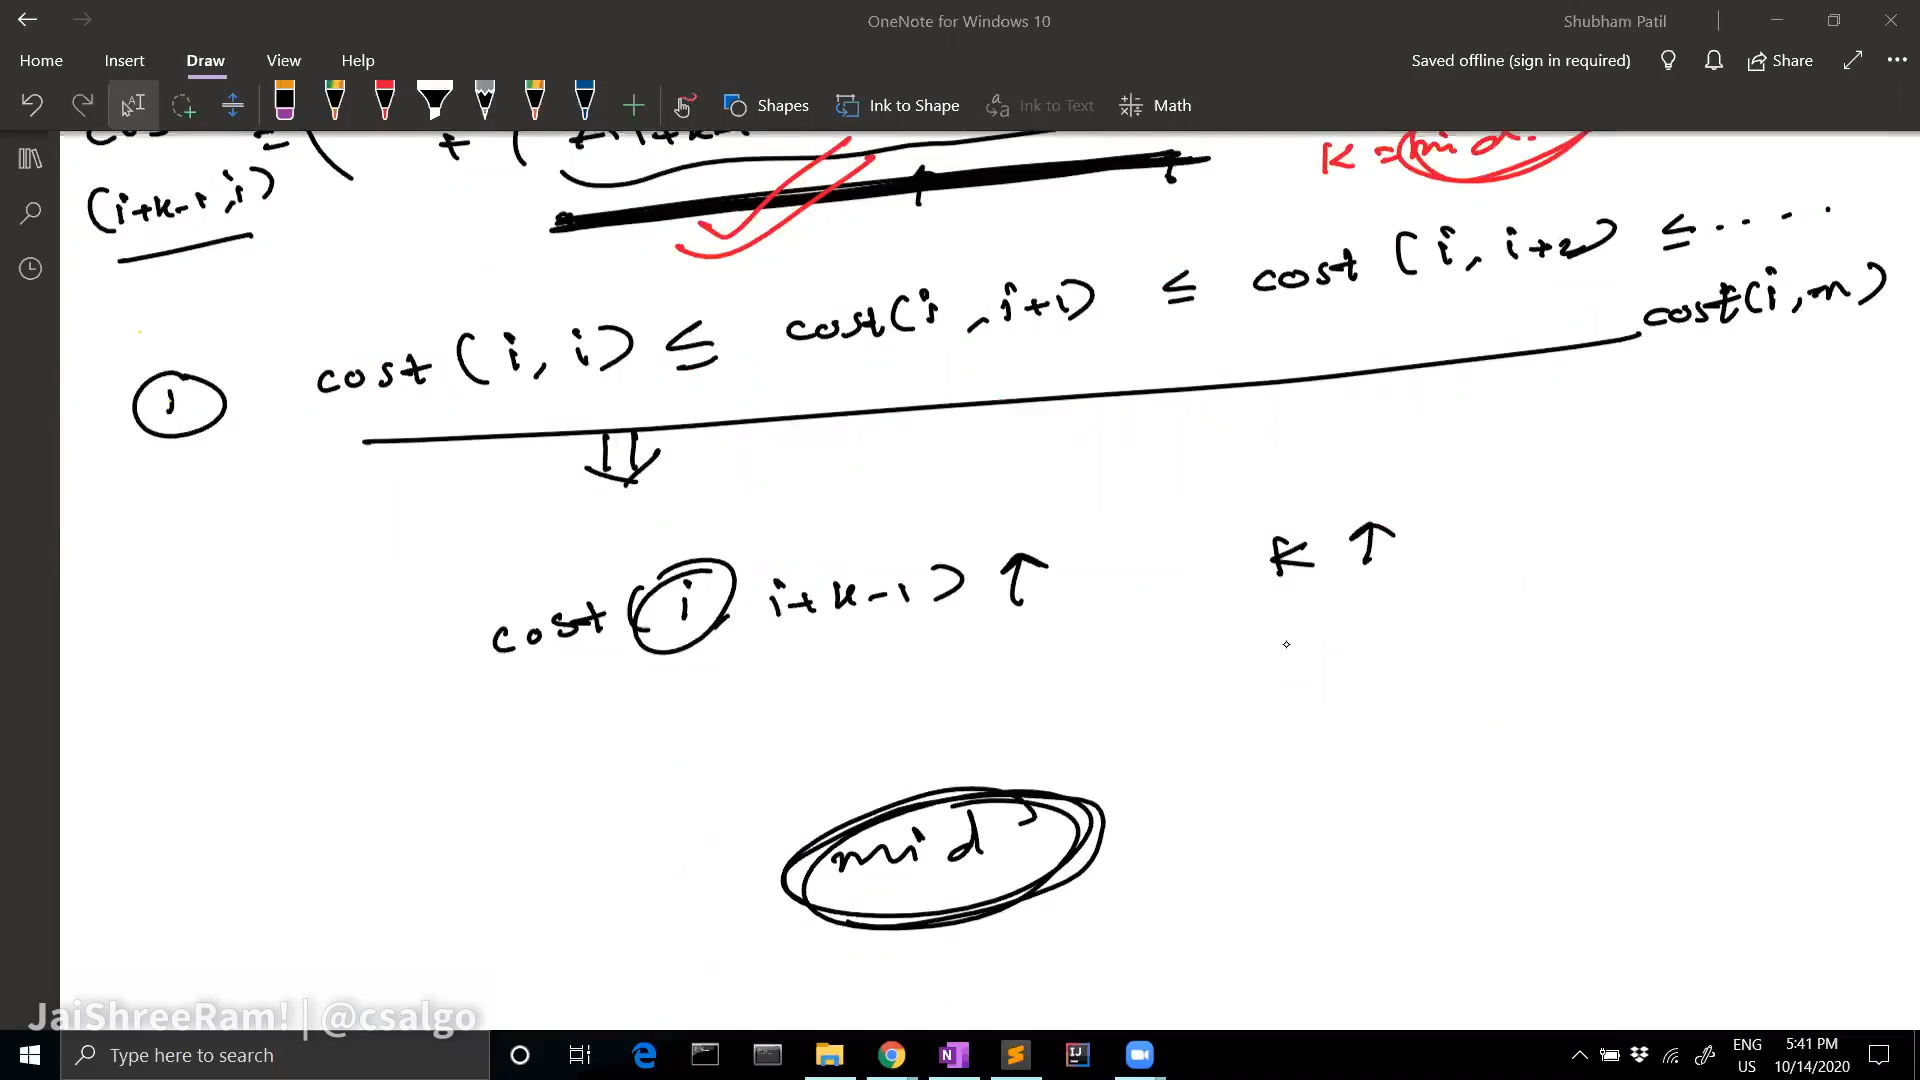 OneNote for Windows 10
Shubham Patil
Home Insert Draw View Help
Saved offline (sign in required) Share
Shapes Ink to Shape Ink to Text Math
K = mid.
(i+k-1, i)
cost (i, i) ≤ cost(i, i+1) ≤ cost (i, i+2) ≤ .....
cost(i, n)
1
cost (i i+k-1) ↑
K ↑
mid
JaiShreeRam! | @csalgo
Type here to search
ENG
US
5:41 PM
10/14/2020